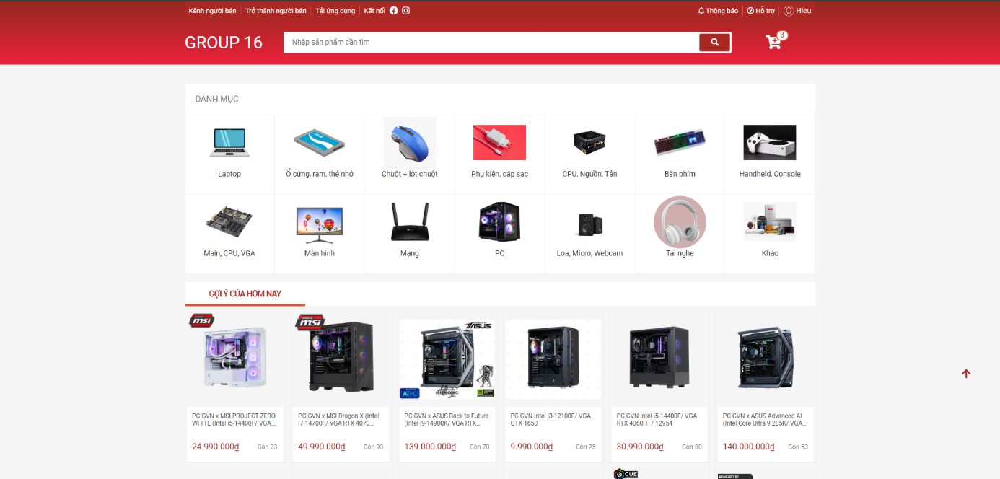 Kênh người bán
Trở thành người bán
Tải ứng dụng
Kết nối
Thông báo
Hỗ trợ
Hieu
GROUP 16
Nhập sản phẩm cần tìm
3
DANH MỤC
Laptop
Ổ cứng, ram, thẻ nhớ
Chuột + lót chuột
Phụ kiện, cáp sạc
CPU, Nguồn, Tản
Bàn phím
Handheld, Console
Main, CPU, VGA
Màn hình
Mạng
PC
Loa, Micro, Webcam
Tai nghe
Khác
GỢI Ý CỦA HÔM NAY
msi
msi
ASUS
AI PC
PC GVN x MSI PROJECT ZERO
WHITE (Intel i5-14400F/ VGA...
24.990.000₫
Còn 23
PC GVN x MSI Dragon X (Intel
i7-14700F/ VGA RTX 4070...
49.990.000₫
Còn 93
PC GVN x ASUS Back to Future
(Intel i9-14900K/ VGA RTX...
139.000.000₫
Còn 70
PC GVN Intel i3-12100F/ VGA
GTX 1650
9.990.000₫
Còn 25
PC GVN Intel i5-14400F/ VGA
RTX 4060 Ti / 12954
30.990.000₫
Còn 80
PC GVN x ASUS Advanced Ai
(Intel Core Ultra 9 285K/ VGA...
140.000.000₫
Còn 53
CUE
POWERED BY